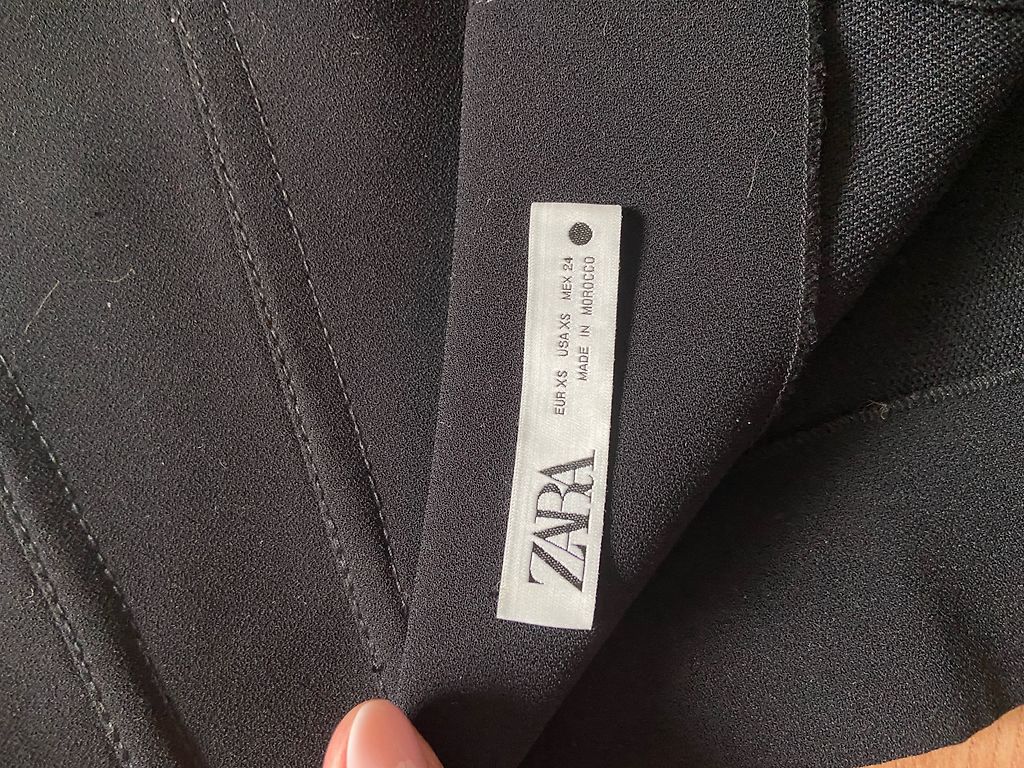 ZARA
EUR XS USA XS MEX 24
MADE IN MOROCCO